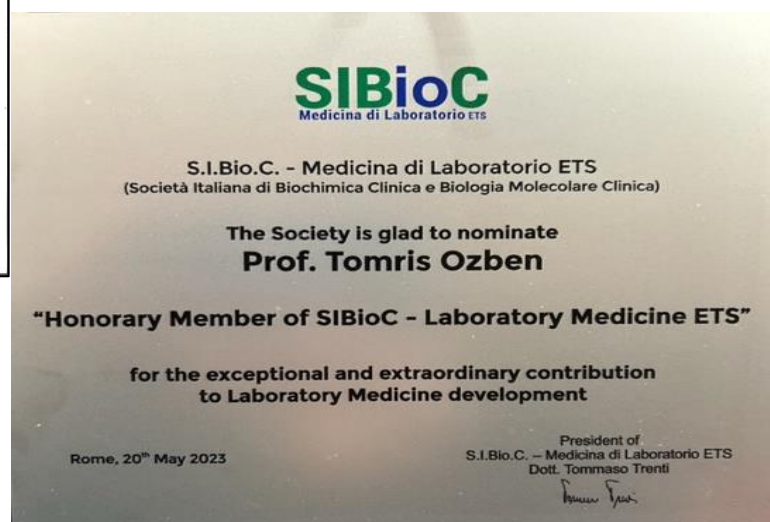 SIBioC
Medicina di Laboratorio ETS
S.I.Bio.C. - Medicina di Laboratorio ETS
(Società Italiana di Biochimica Clinica e Biologia Molecolare Clinica)
The Society is glad to nominate
Prof. Tomris Ozben
“Honorary Member of SIBioC - Laboratory Medicine ETS”
for the exceptional and extraordinary contribution
to Laboratory Medicine development
Rome, 20th May 2023
President of
S.I.Bio.C. – Medicina di Laboratorio ETS
Dott. Tommaso Trenti